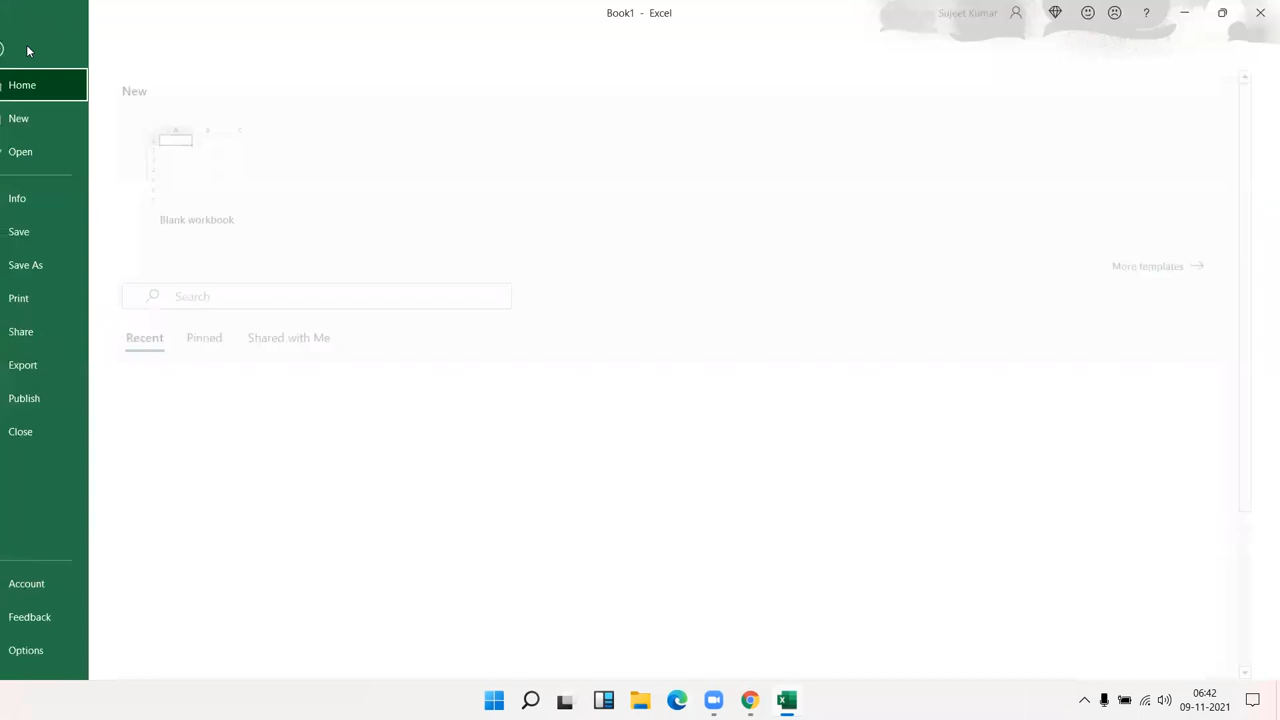 Book1 - Excel
Sujeet Kumar
?
Home
New
Open
Info
Save
Save As
Print
Share
Export
Publish
Close
Account
Feedback
Options
New
A B C
Blank workbook
More templates
Search
Recent Pinned Shared with Me
06:42
09-11-2021